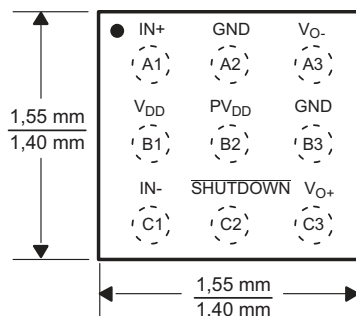 IN+ GND VO-
A1 A2 A3
1,55 mm
1,40 mm
VDD PVDD GND
B1 B2 B3
IN- SHUTDOWN VO+
C1 C2 C3
1,55 mm
1,40 mm